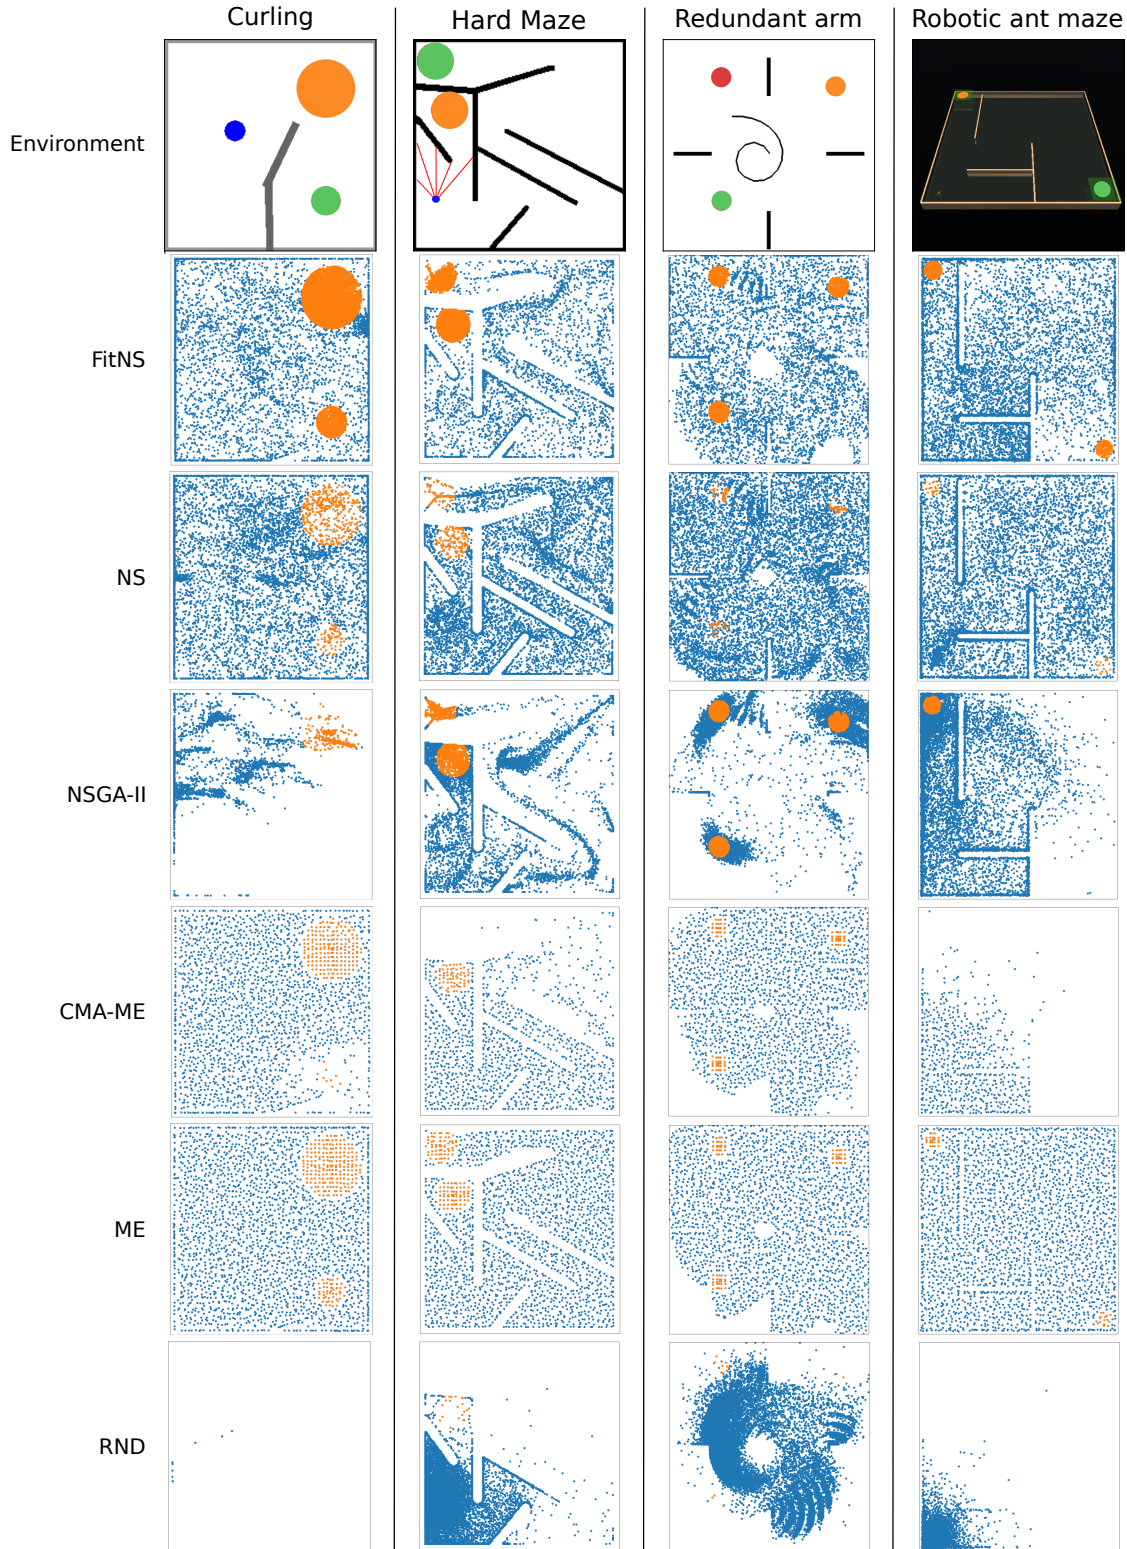 Curling
Hard Maze
Redundant arm
Robotic ant maze
Environment
FitNS
NS
NSGA-II
CMA-ME
ME
RND